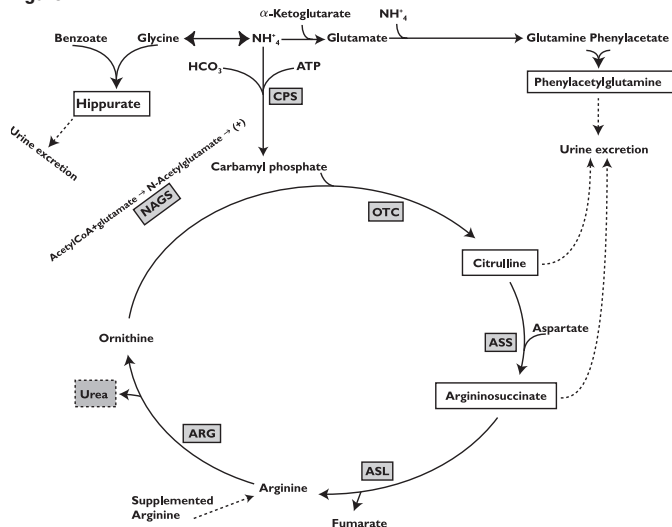 α-Ketoglutarate
NH⁺₄
Benzoate
Glycine
NH⁺₄
Glutamate
Glutamine Phenylacetate
HCO₃
ATP
CPS
Hippurate
Phenylacetylglutamine
Urine excretion
Urine excretion
AcetylCoA+glutamate → N-Acetylglutamate → (+)
NAGS
Carbamyl phosphate
OTC
Citrulline
Ornithine
Aspartate
ASS
Urea
Argininosuccinate
ARG
ASL
Arginine
Supplemented
Arginine
Fumarate